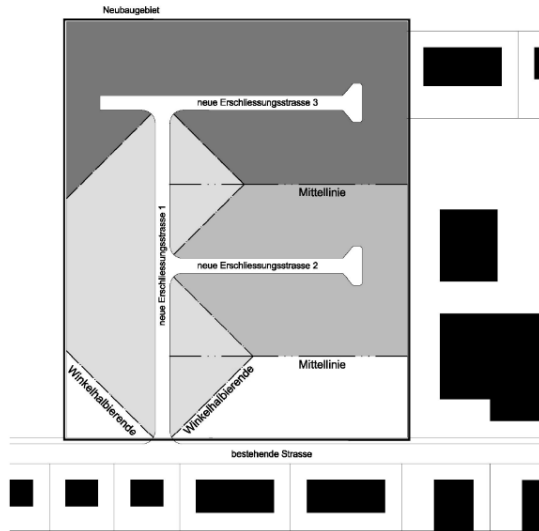 Neubaugebiet
neue Erschliessungsstrasse 3
Mittellinie
neue Erschliessungsstrasse 1
neue Erschliessungsstrasse 2
Mittellinie
Winkelhalbierende
Winkelhalbierende
bestehende Strasse